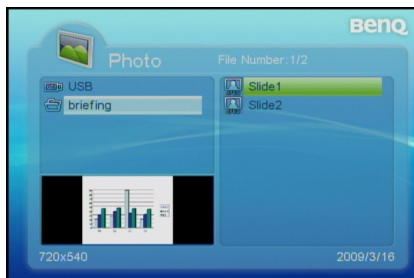 BenQ
Photo
File Number:1/2
USB
briefing
Slide1
Slide2
720x540
2009/3/16